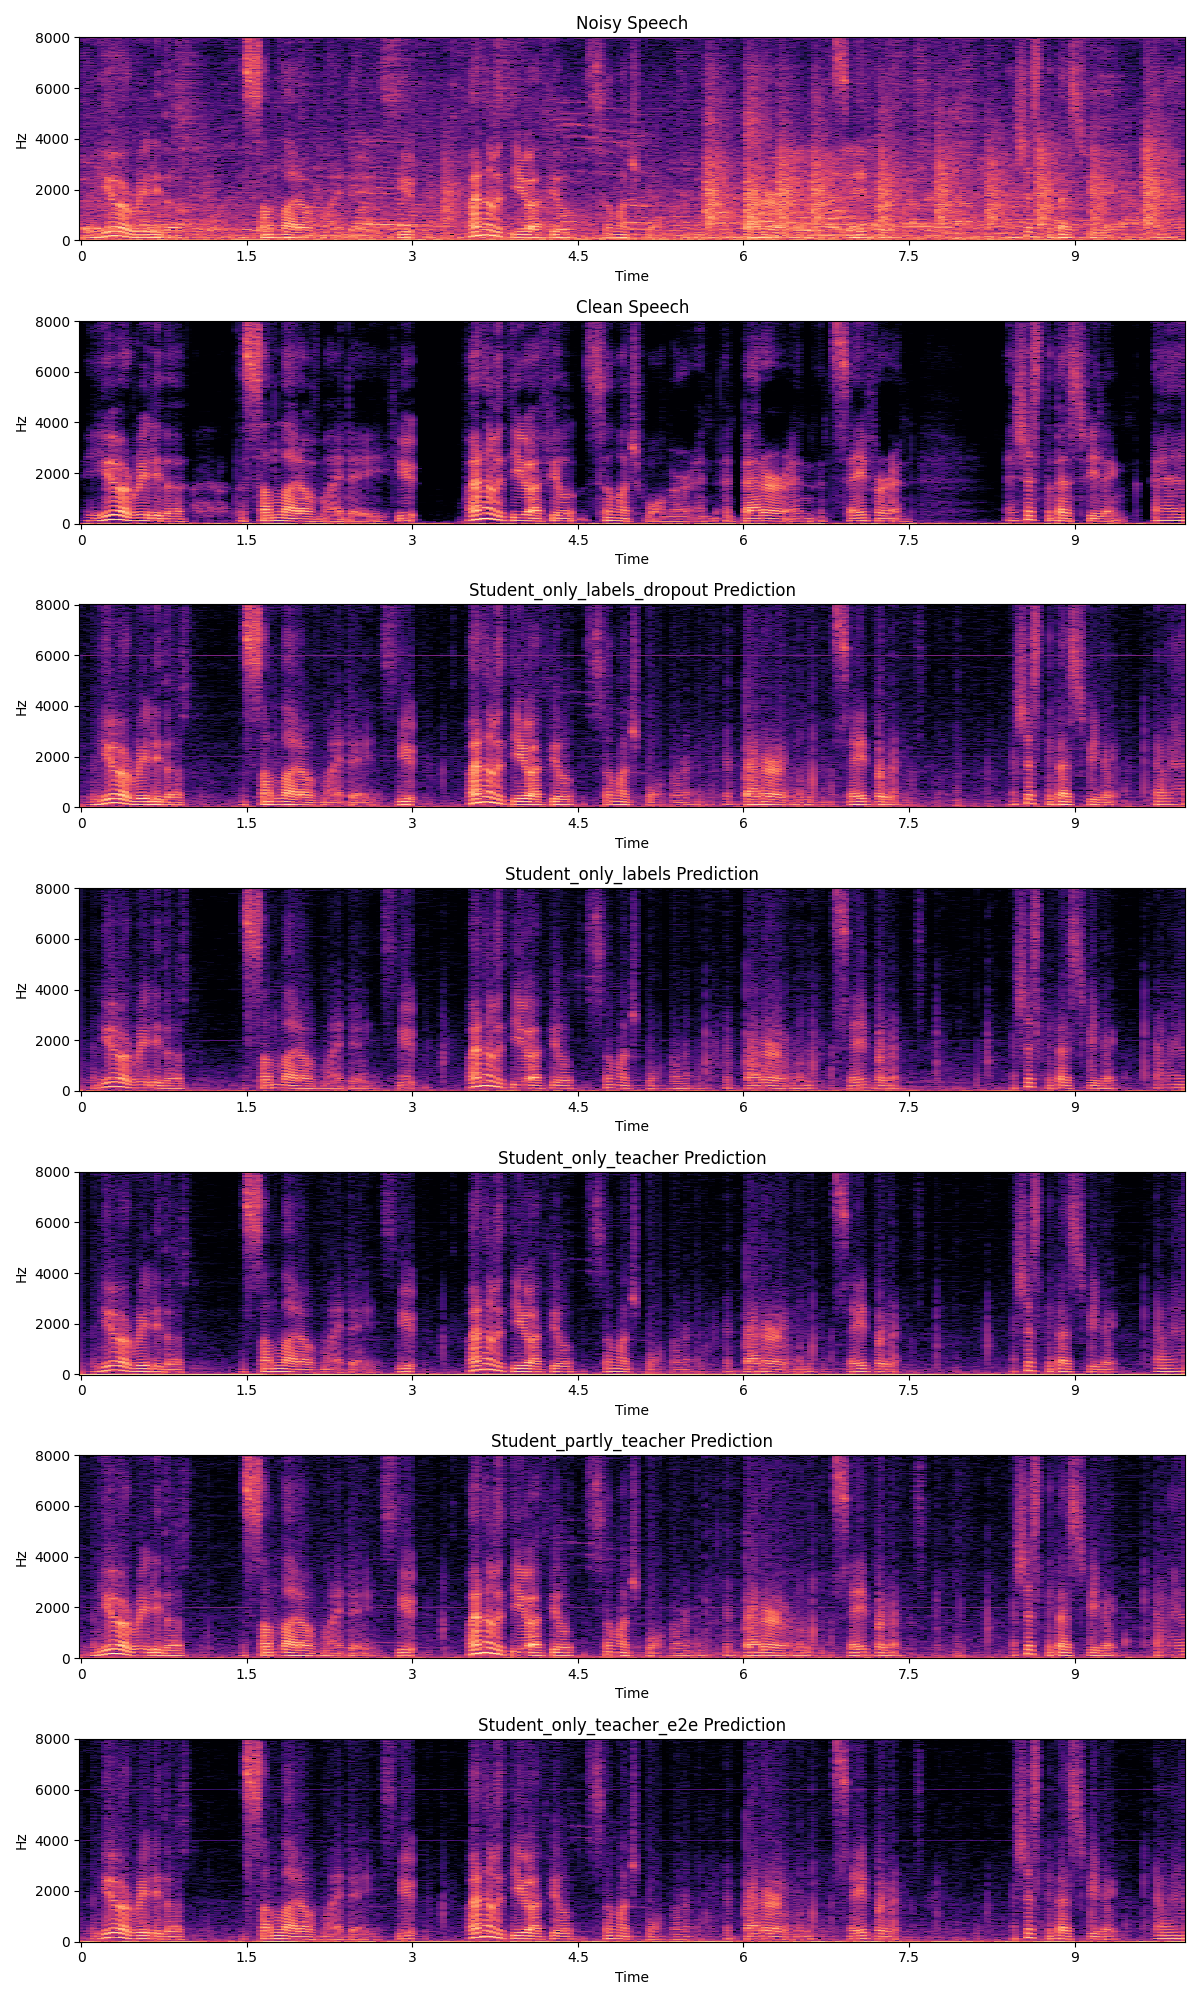 Noisy Speech
8000
6000
4000
2000
0
Hz
0 1.5 3 4.5 6 7.5 9
Time
Clean Speech
8000
6000
4000
2000
0
Hz
0 1.5 3 4.5 6 7.5 9
Time
Student_only_labels_dropout Prediction
8000
6000
4000
2000
0
Hz
0 1.5 3 4.5 6 7.5 9
Time
Student_only_labels Prediction
8000
6000
4000
2000
0
Hz
0 1.5 3 4.5 6 7.5 9
Time
Student_only_teacher Prediction
8000
6000
4000
2000
0
Hz
0 1.5 3 4.5 6 7.5 9
Time
Student_partly_teacher Prediction
8000
6000
4000
2000
0
Hz
0 1.5 3 4.5 6 7.5 9
Time
Student_only_teacher_e2e Prediction
8000
6000
4000
2000
0
Hz
0 1.5 3 4.5 6 7.5 9
Time